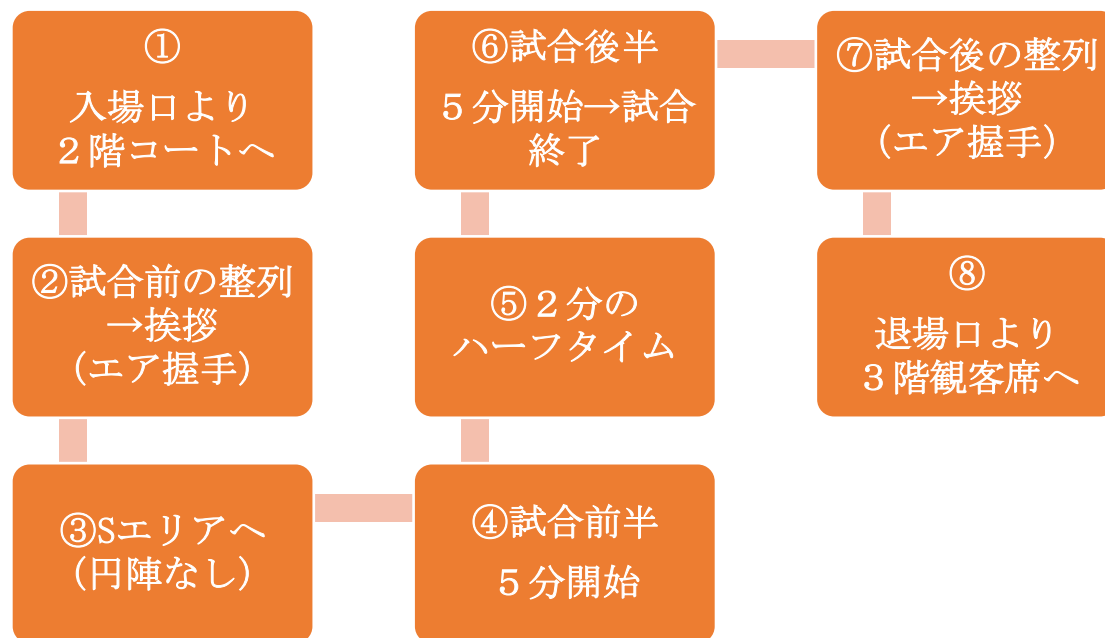 ①
入場口より
２階コートへ
②試合前の整列
→挨拶
（エア握手）
③Sエリアへ
（円陣なし）
④試合前半
５分開始
⑤２分の
ハーフタイム
⑥試合後半
５分開始→試合
終了
⑦試合後の整列
→挨拶
（エア握手）
⑧
退場口より
３階観客席へ